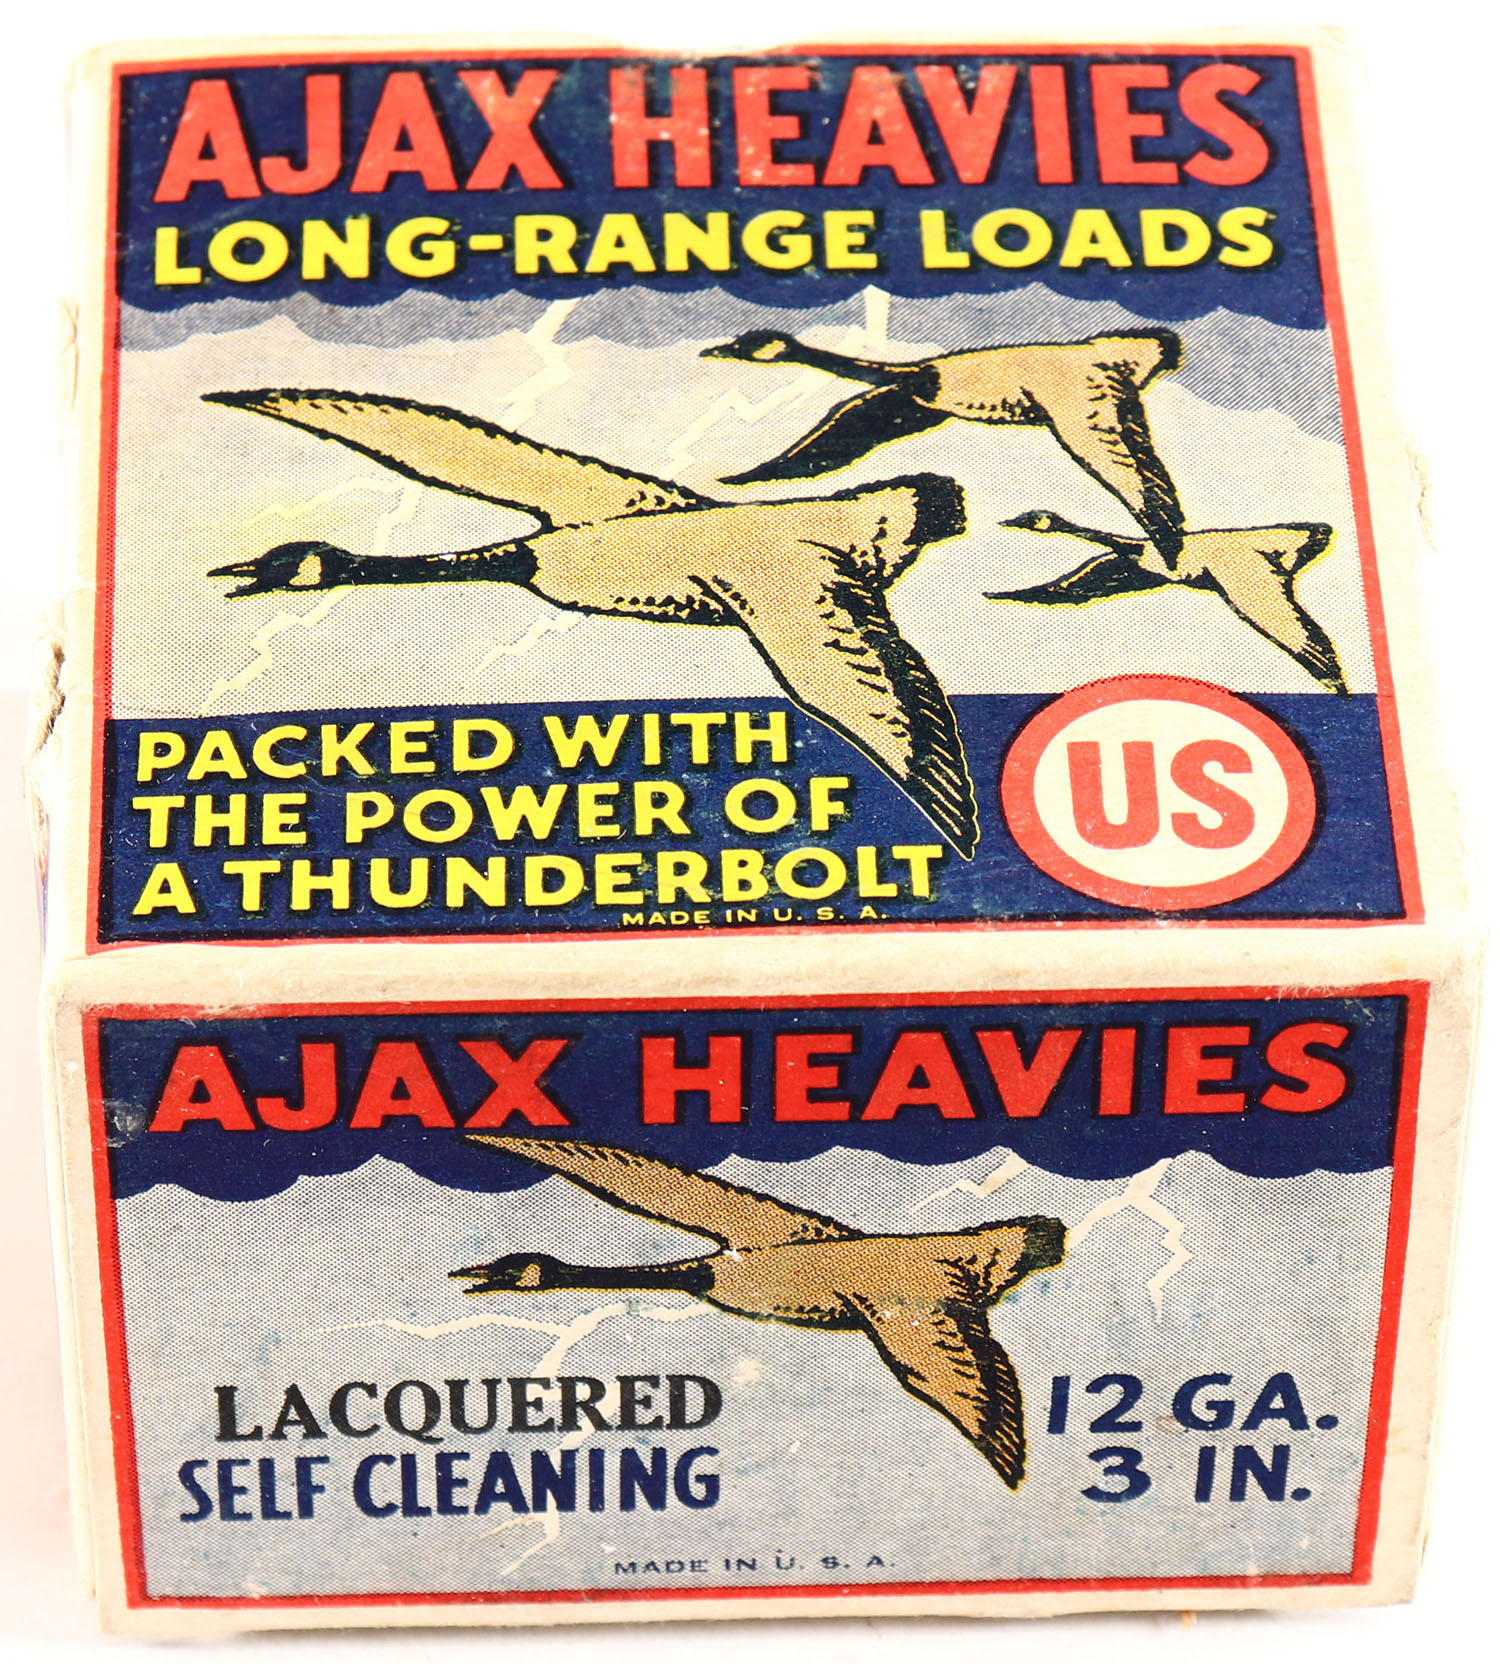 AJAX HEAVIES
LONG-RANGE LOADS
PACKED WITH
THE POWER OF
A THUNDERBOLT
MADE IN U. S. A.
US
AJAX HEAVIES
LACQUERED
SELF CLEANING
12 GA.
3 IN.
MADE IN U. S. A.